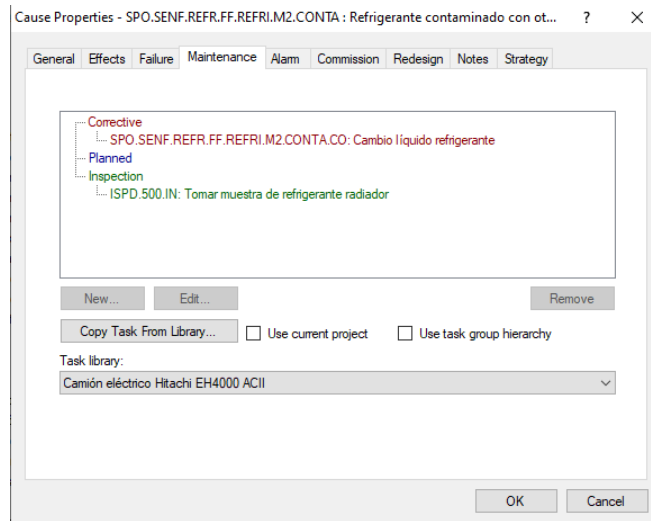 Cause Properties - SPO.SENF.REFR.FF.REFRI.M2.CONTA : Refrigerante contaminado con ot... ?
General Effects Failure Maintenance Alarm Commission Redesign Notes Strategy
Corrective
SPO.SENF.REFR.FF.REFRI.M2.CONTA.CO: Cambio líquido refrigerante
Planned
Inspection
ISPD.500.IN: Tomar muestra de refrigerante radiador
New... Edit... Remove
Copy Task From Library... Use current project Use task group hierarchy
Task library:
Camión eléctrico Hitachi EH4000 ACII
OK Cancel